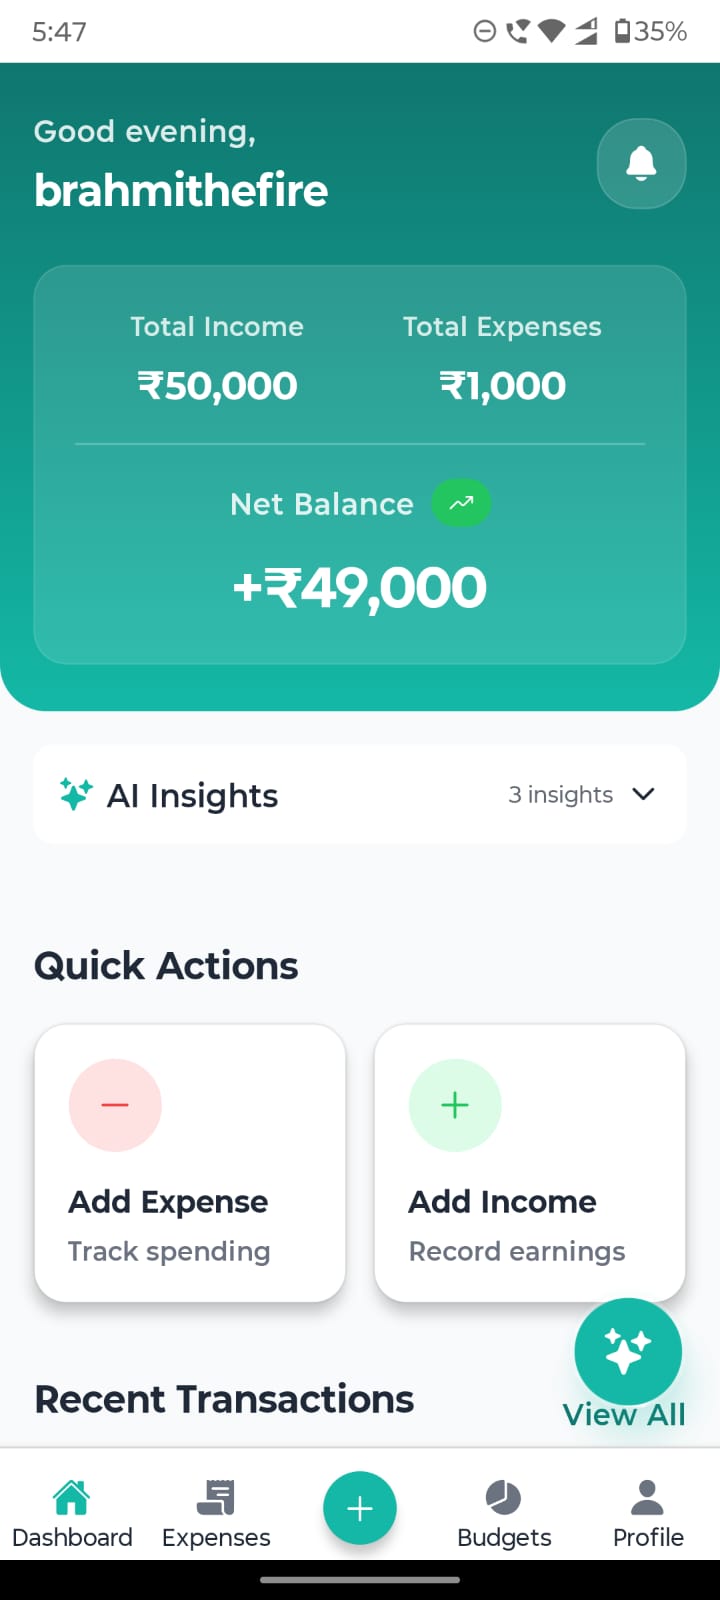 5:47
35%
Good evening,
brahmithefire
Total Income
Total Expenses
₹50,000
₹1,000
Net Balance
+₹49,000
AI Insights
3 insights
Quick Actions
Add Expense
Track spending
Add Income
Record earnings
Recent Transactions
View All
Dashboard
Expenses
Budgets
Profile